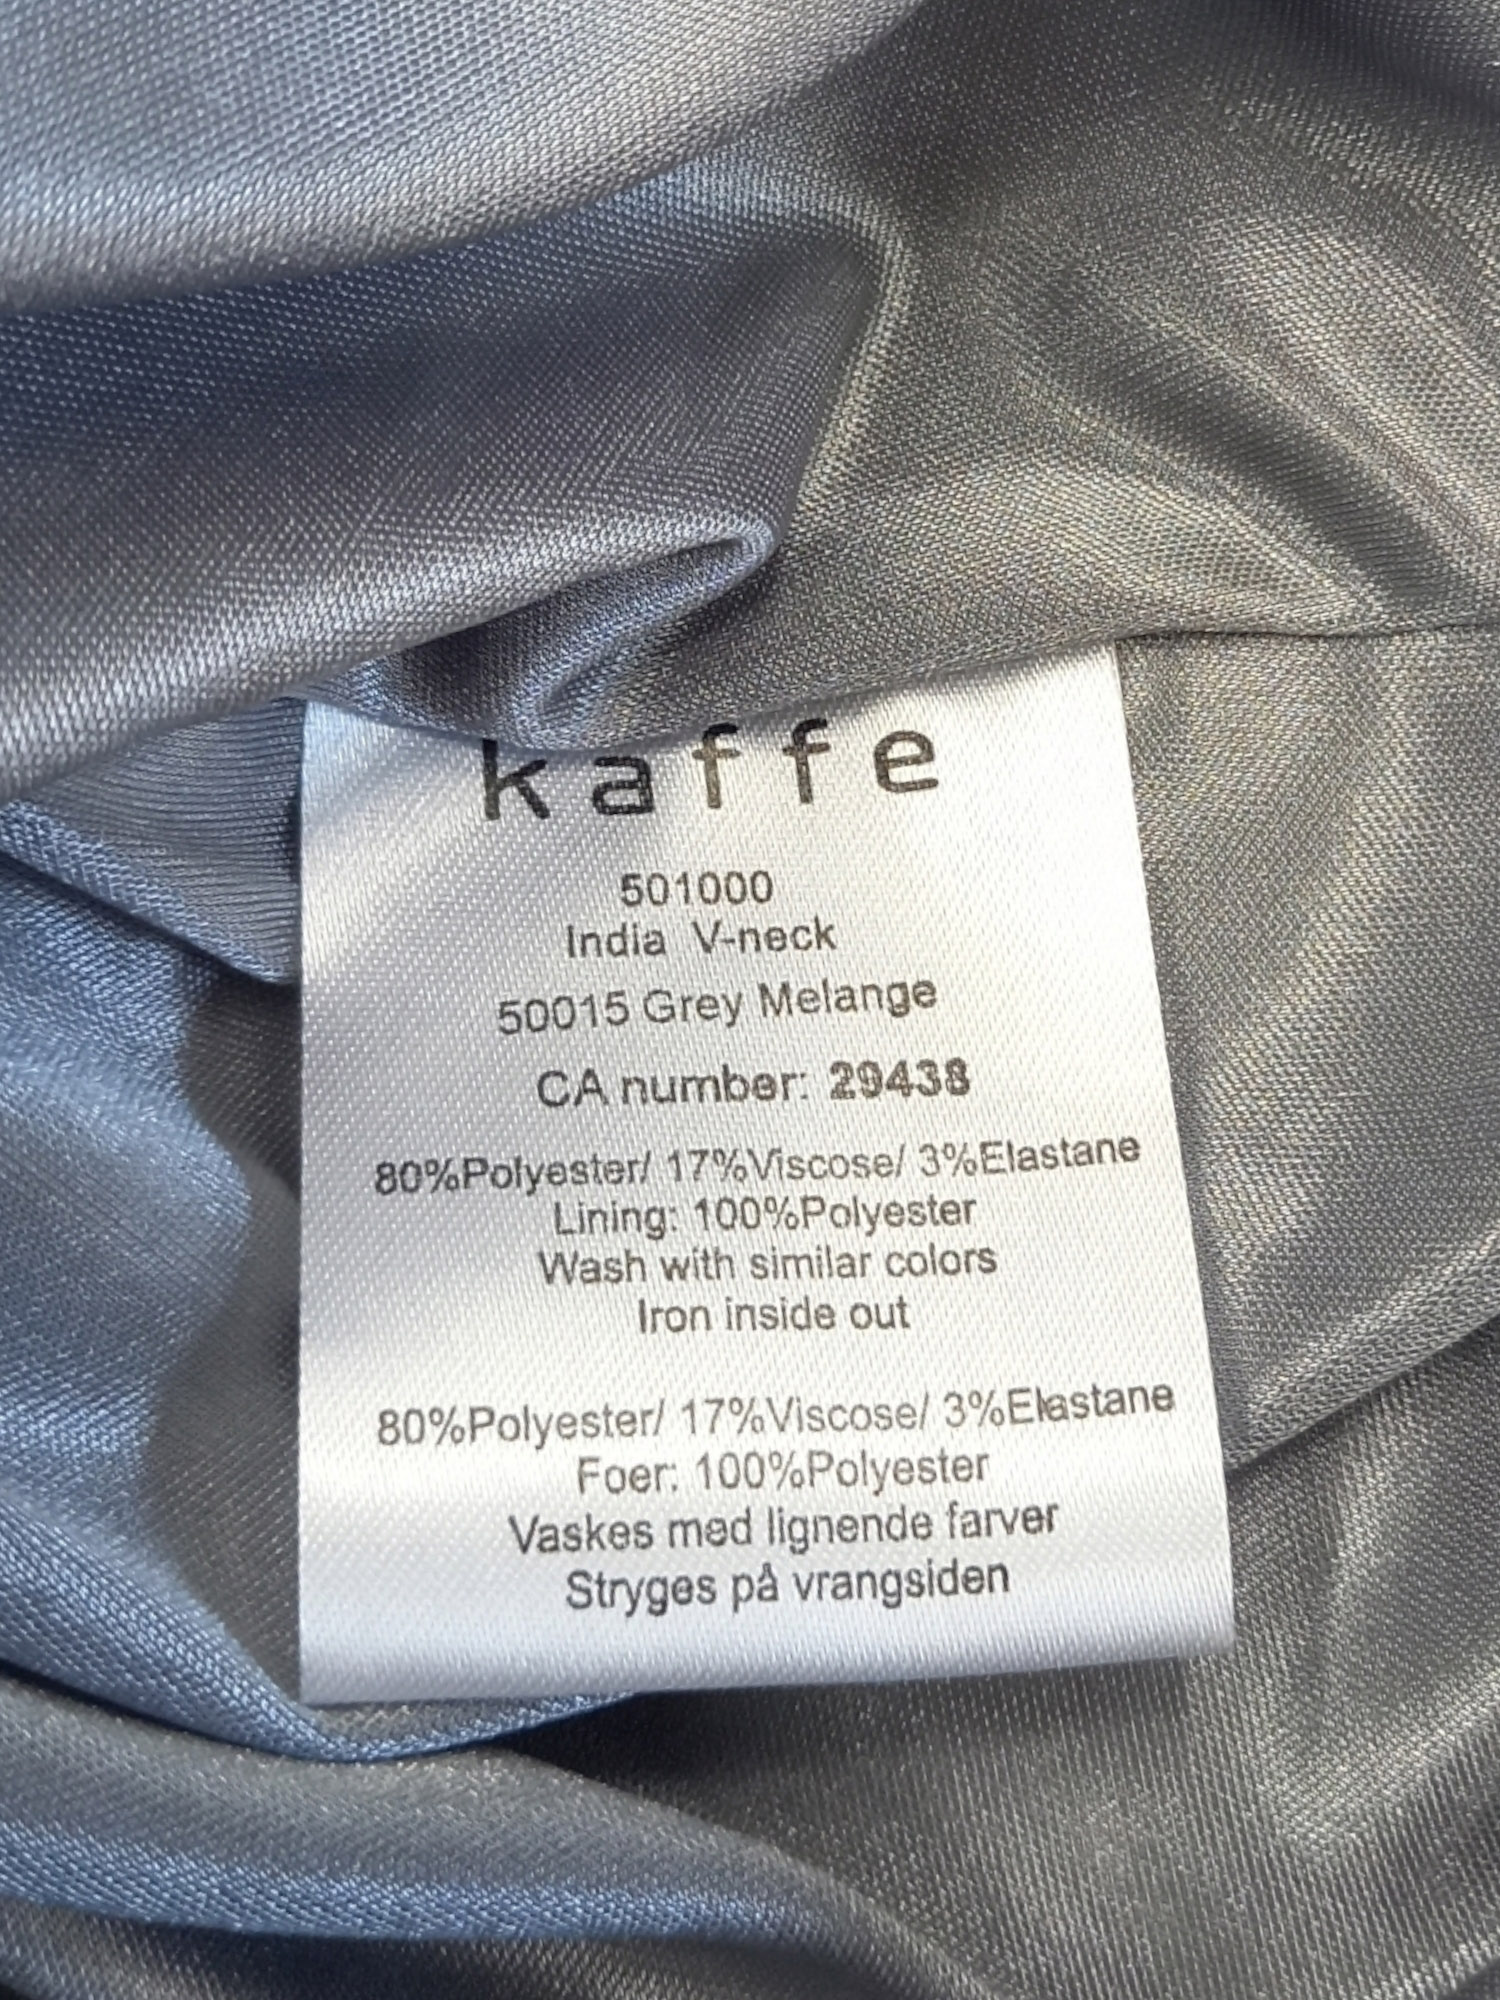 kaffe
501000
India V-neck
50015 Grey Melange
CA number: 29438
80%Polyester/ 17%Viscose/ 3%Elastane
Lining: 100%Polyester
Wash with similar colors
Iron inside out
80%Polyester/ 17%Viscose/ 3%Elastane
Foer: 100%Polyester
Vaskes med lignende farver
Stryges på vrangsiden